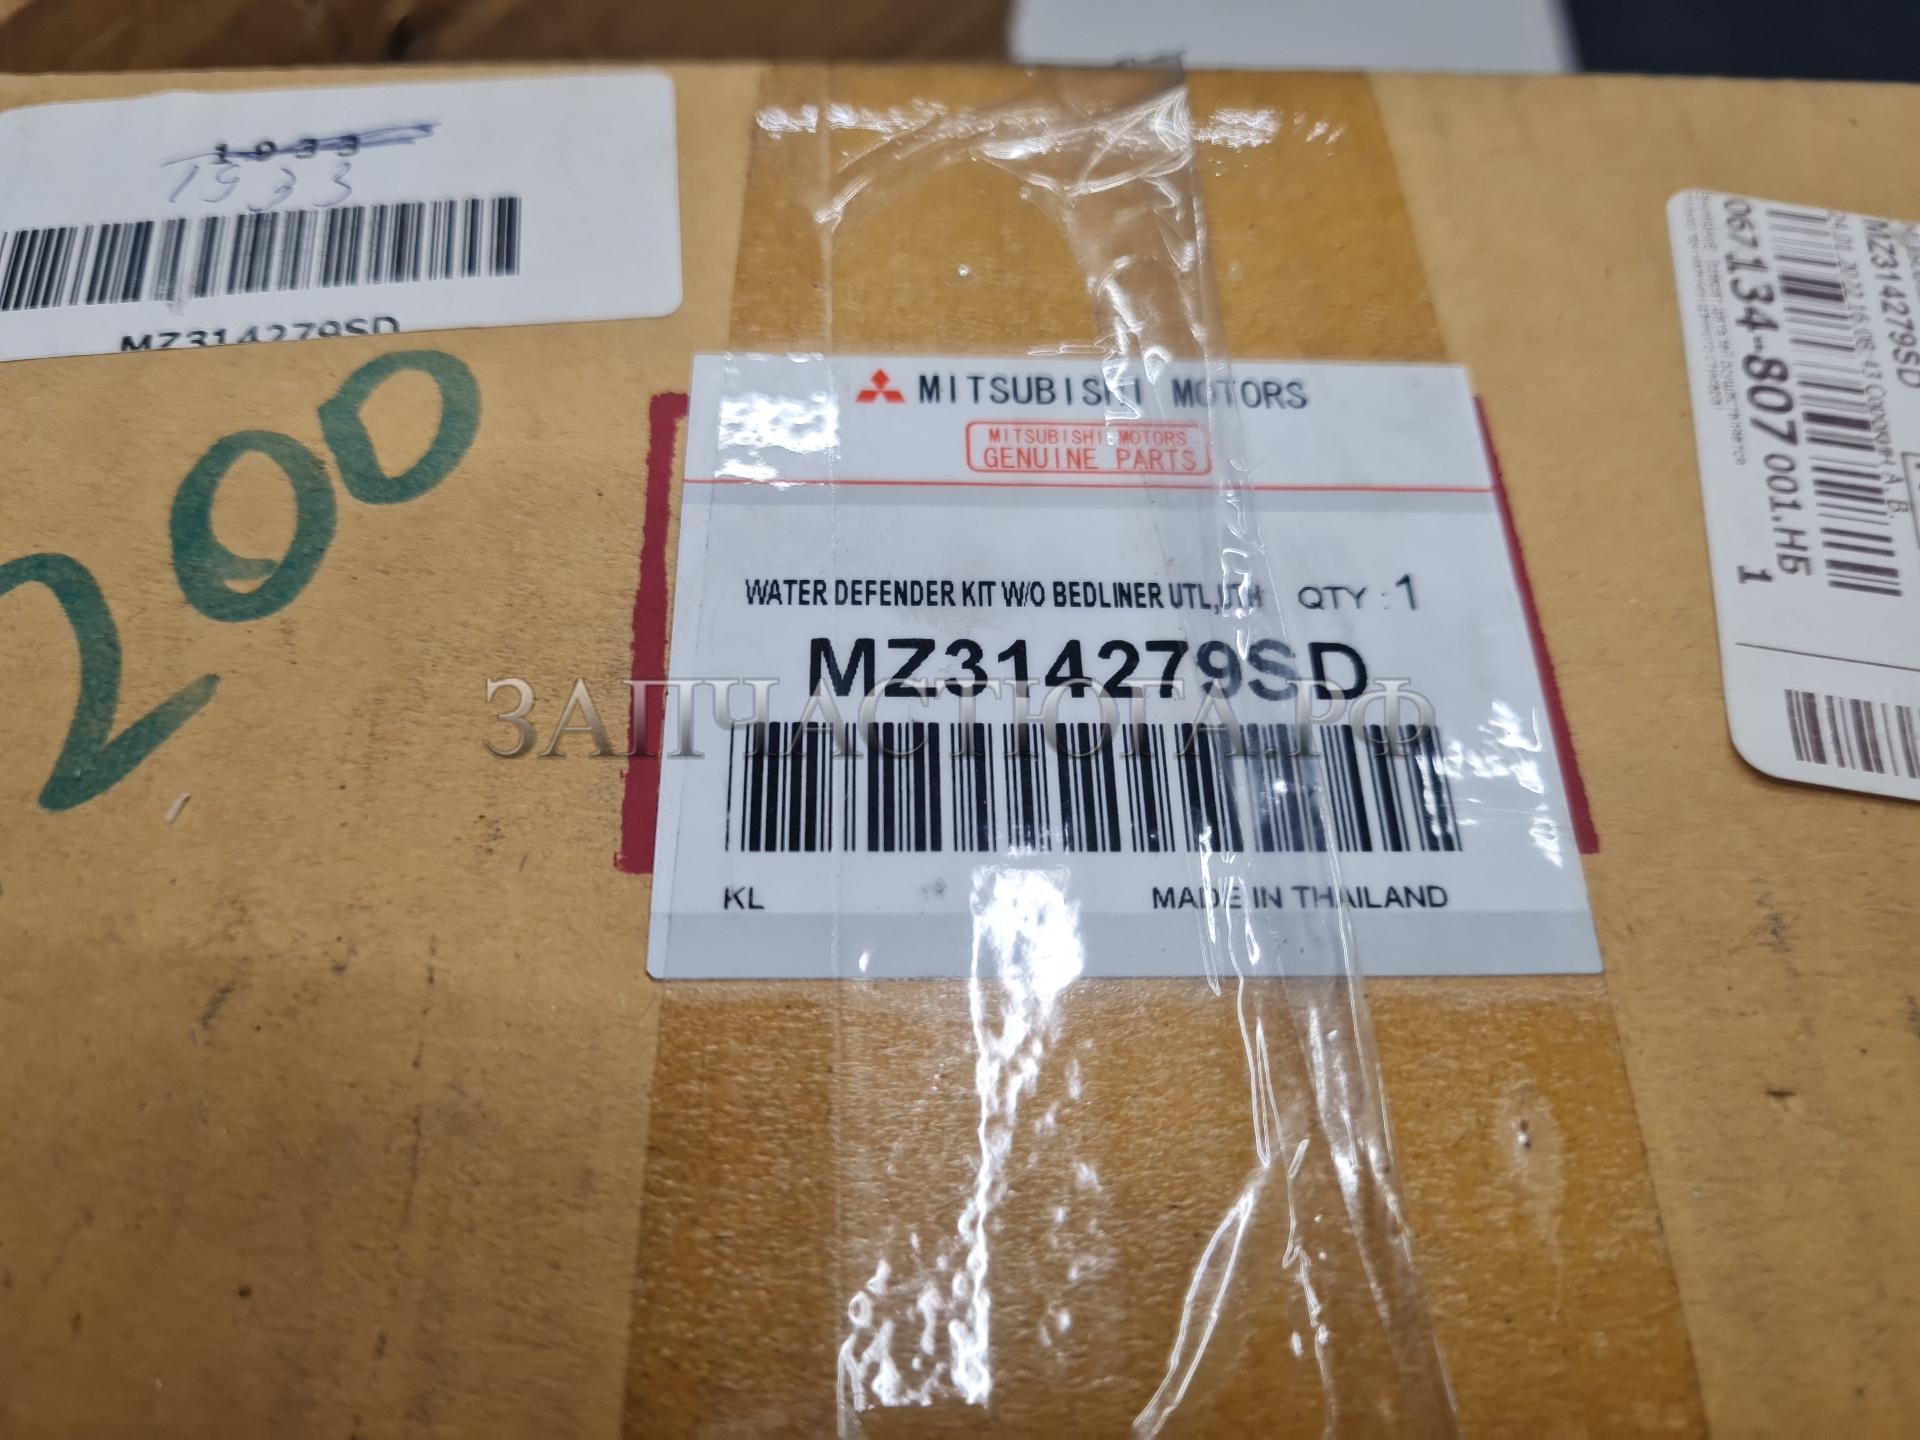 1933
1933
MZ314279SD
200
MITSUBISHI MOTORS
MITSUBISHI MOTORS
GENUINE PARTS
WATER DEFENDER KIT W/O BEDLINER UTL,UTH QTY : 1
MZ314279SD
ЗАПЧАСТЮГА.РФ
KL
MADE IN THAILAND
MZ314279SD
067134-807 001.НБ
1